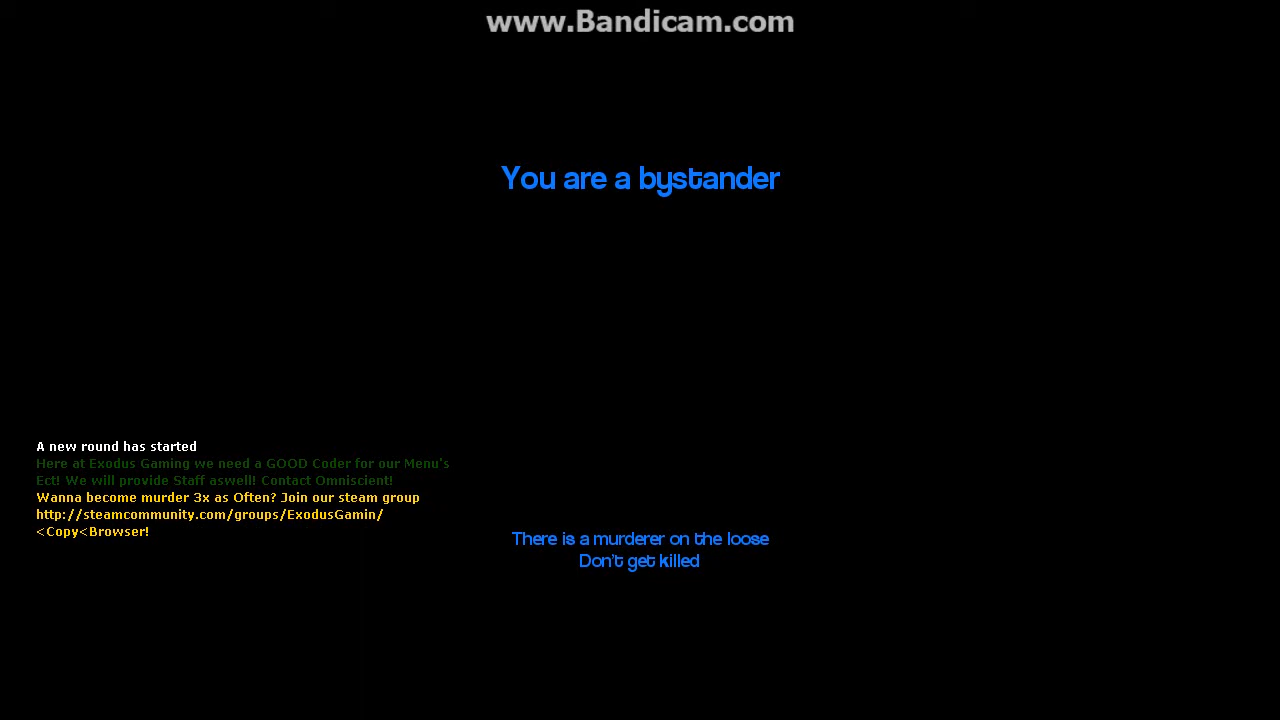 www.Bandicam.com
You are a bystander
A new round has started
Here at Exodus Gaming we need a GOOD Coder for our Menu's
Ect! We will provide Staff aswell! Contact Omniscient!
Wanna become murder 3x as Often? Join our steam group
http://steamcommunity.com/groups/ExodusGamin/
<Copy<Browser!
There is a murderer on the loose
Don't get killed